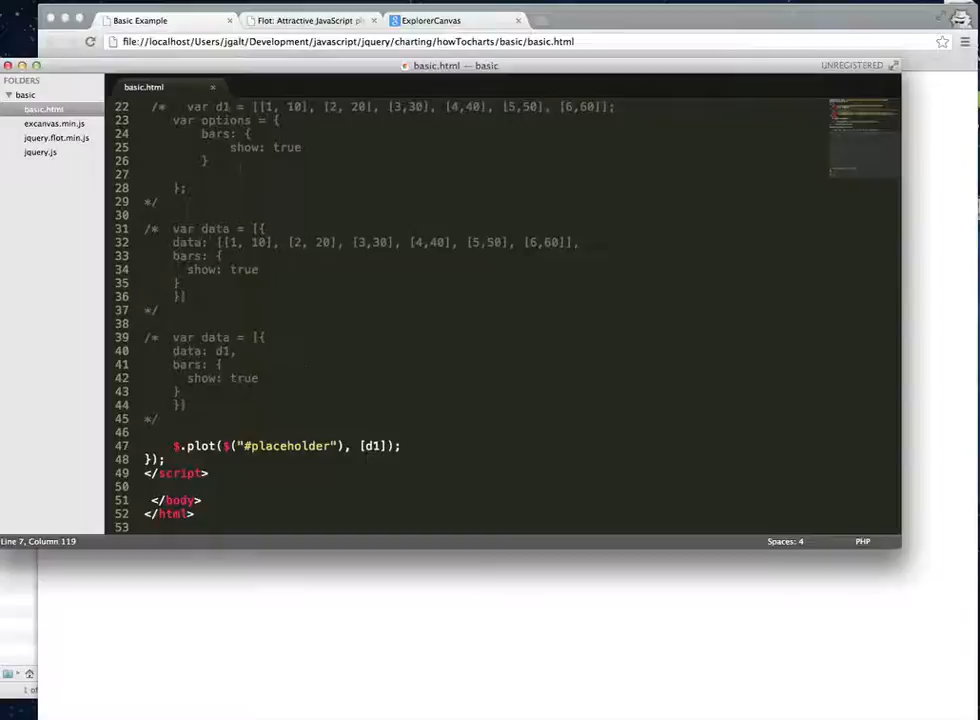 Basic Example
Flot: Attractive JavaScript pl
ExplorerCanvas
file://localhost/Users/jgalt/Development/javascript/jquery/charting/howTocharts/basic/basic.html
basic.html — basic
UNREGISTERED
FOLDERS
basic
basic.html
excanvas.min.js
jquery.flot.min.js
jquery.js
basic.html
22 /* var d1 = [[1, 10], [2, 20], [3,30], [4,40], [5,50], [6,60]];
23 var options = {
24 bars: {
25 show: true
26 }
27
28 };
29 */
30
31 /* var data = [{
32 data: [[1, 10], [2, 20], [3,30], [4,40], [5,50], [6,60]],
33 bars: {
34 show: true
35 }
36 }]
37 */
38
39 /* var data = [{
40 data: d1,
41 bars: {
42 show: true
43 }
44 }]
45 */
46
47 $.plot($("#placeholder"), [d1]);
48 });
49 </script>
50
51 </body>
52 </html>
53
Line 7, Column 119
Spaces: 4
PHP